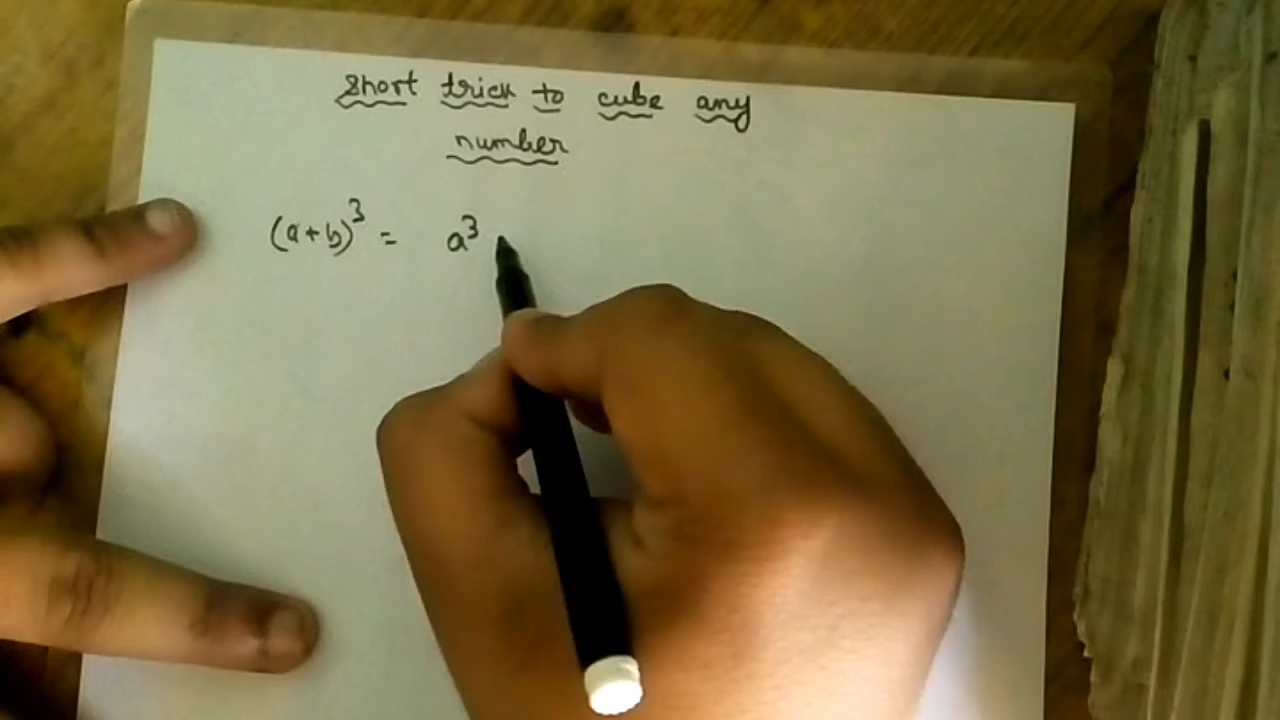 short trick to cube any
number
(a+b)³ = a³